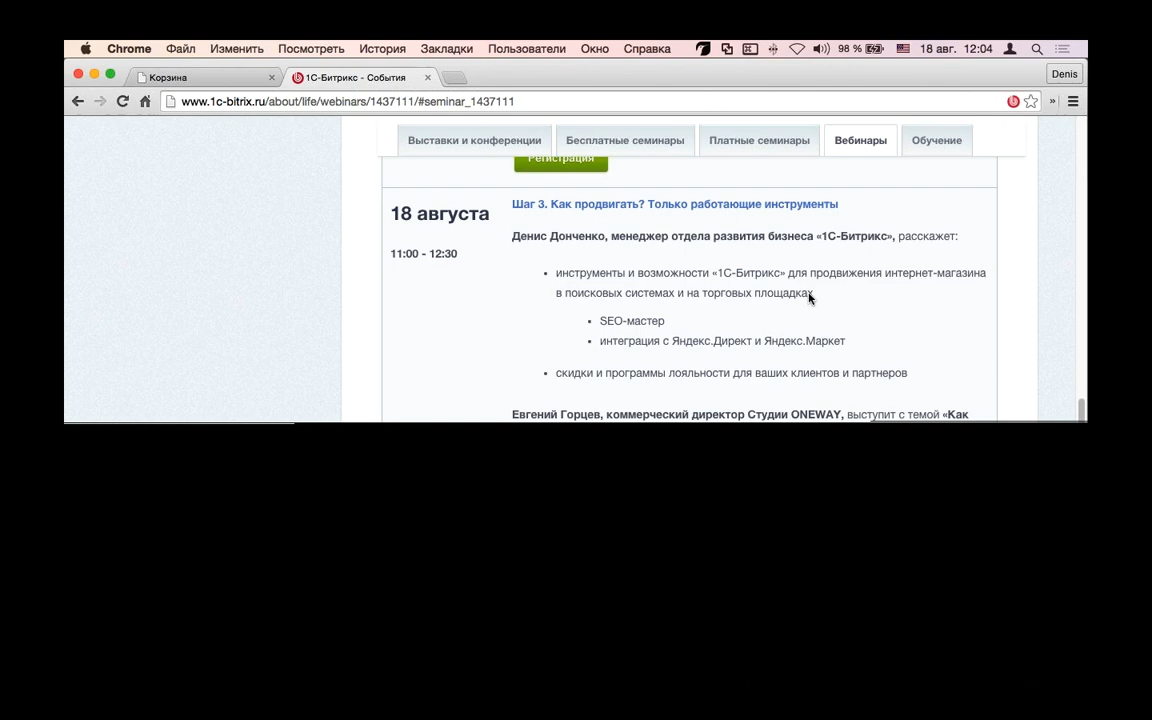 Chrome Файл Изменить Посмотреть История Закладки Пользователи Окно Справка 98 % 18 авг. 12:04
Корзина 1С-Битрикс - События Denis
www.1c-bitrix.ru/about/life/webinars/1437111/#seminar_1437111
Выставки и конференции Бесплатные семинары Платные семинары Вебинары Обучение
Регистрация
18 августа
11:00 - 12:30
Шаг 3. Как продвигать? Только работающие инструменты
Денис Донченко, менеджер отдела развития бизнеса «1С-Битрикс», расскажет:
инструменты и возможности «1С-Битрикс» для продвижения интернет-магазина
в поисковых системах и на торговых площадках
SEO-мастер
интеграция с Яндекс.Директ и Яндекс.Маркет
скидки и программы лояльности для ваших клиентов и партнеров
Евгений Горцев, коммерческий директор Студии ONEWAY, выступит с темой «Как